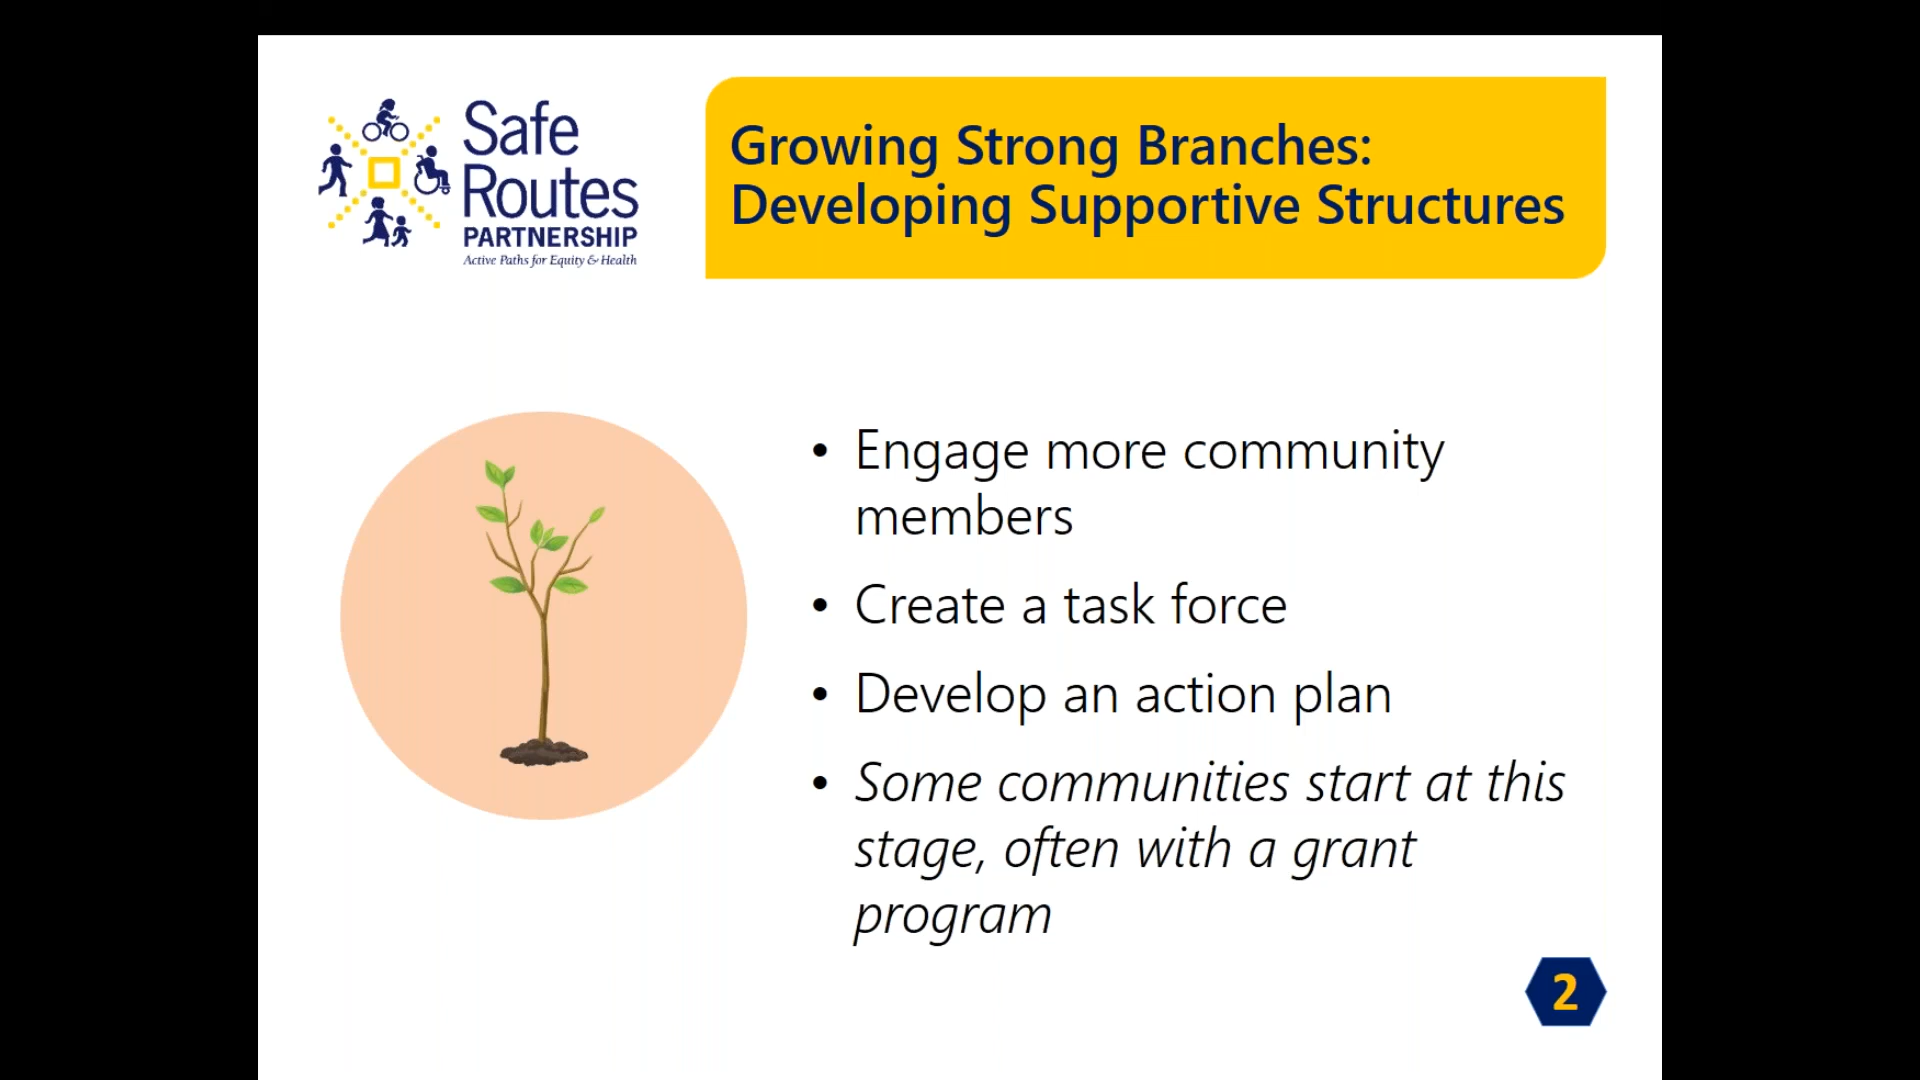 Safe
Routes
PARTNERSHIP
Active Paths for Equity & Health
Growing Strong Branches:
Developing Supportive Structures
• Engage more community
members
• Create a task force
• Develop an action plan
• Some communities start at this
stage, often with a grant
program
2